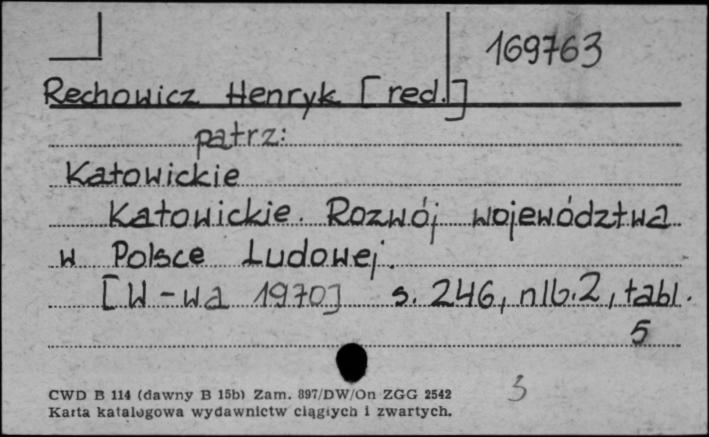 169763
Rechowicz Henryk [red.]
patrz:
Katowickie
Katowickie. Rozwój województwa
w Polsce Ludowej.
[W-wa 1970] s. 246, nlb. 2, tabl.
5
3
CWD B 114 (dawny B 15b) Zam. 897/DW/On ZGG 2542
Karta katalogowa wydawnictw ciągłych i zwartych.